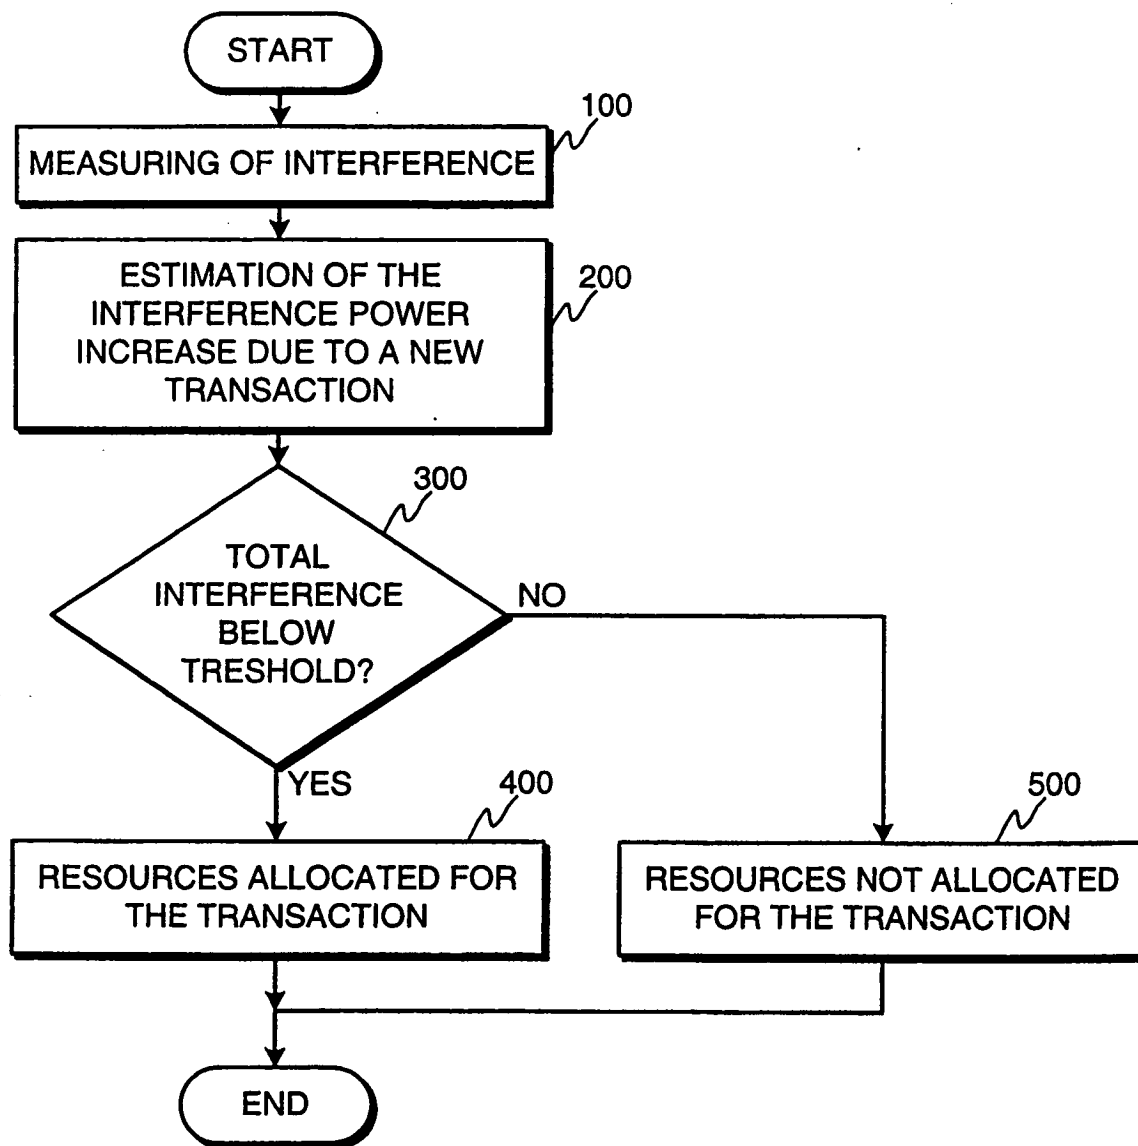 START
100
MEASURING OF INTERFERENCE
200
ESTIMATION OF THE
INTERFERENCE POWER
INCREASE DUE TO A NEW
TRANSACTION
300
TOTAL
INTERFERENCE
BELOW
TRESHOLD?
NO
YES
400
RESOURCES ALLOCATED FOR
THE TRANSACTION
500
RESOURCES NOT ALLOCATED
FOR THE TRANSACTION
END